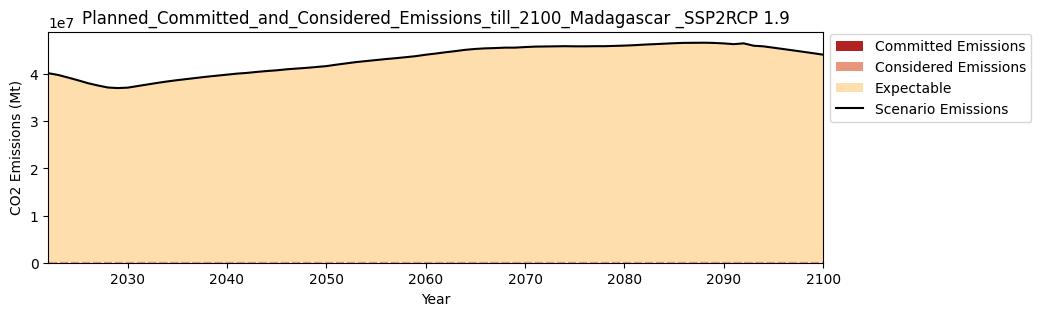 Planned_Committed_and_Considered_Emissions_till_2100_Madagascar _SSP2RCP 1.9
1e7
4
3
2
1
0
CO2 Emissions (Mt)
2030 2040 2050 2060 2070 2080 2090 2100
Year
Committed Emissions
Considered Emissions
Expectable
Scenario Emissions